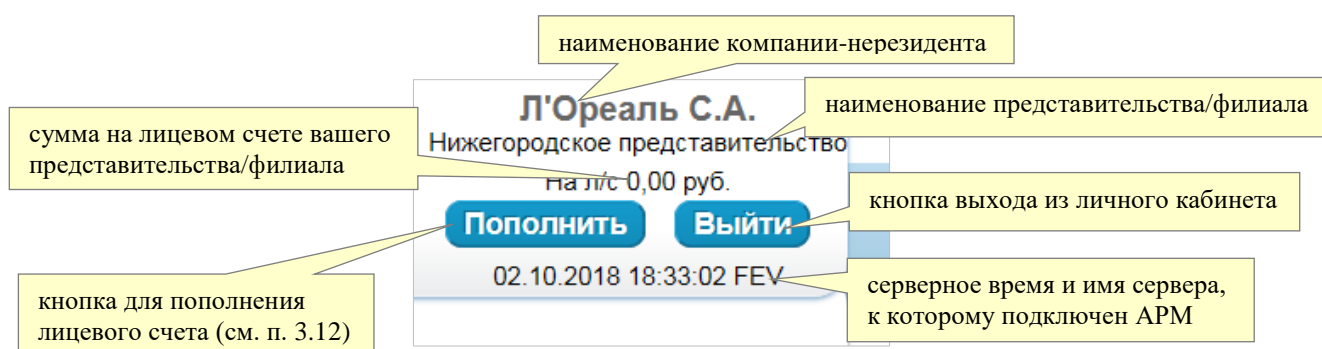 наименование компании-нерезидента
Л'Ореаль С.А.
наименование представительства/филиала
сумма на лицевом счете вашего
представительства/филиала
Нижегородское представительство
На л/с 0,00 руб.
кнопка выхода из личного кабинета
Пополнить Выйти
02.10.2018 18:33:02 FEV
серверное время и имя сервера,
к которому подключен АРМ
кнопка для пополнения
лицевого счета (см. п. 3.12)